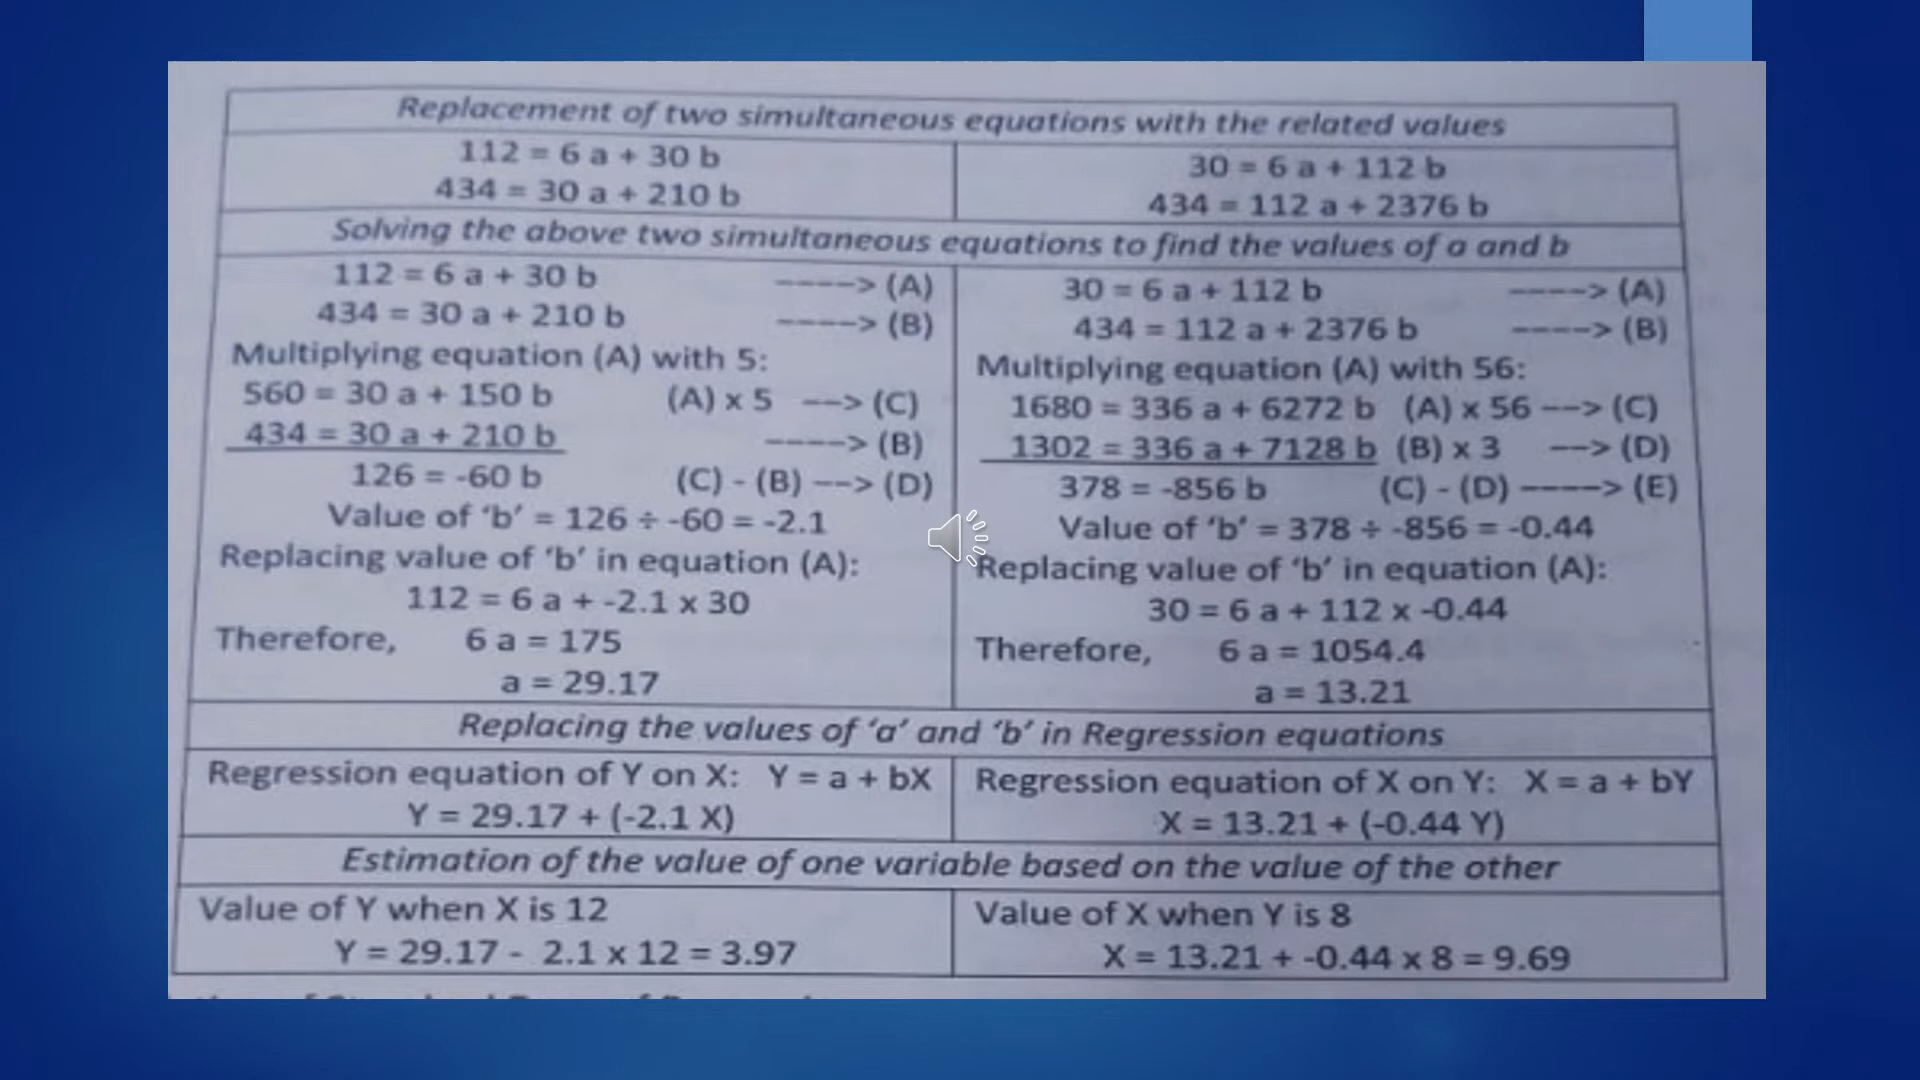 Replacement of two simultaneous equations with the related values
112 = 6 a + 30 b
434 = 30 a + 210 b
30 = 6 a + 112 b
434 = 112 a + 2376 b
Solving the above two simultaneous equations to find the values of a and b
112 = 6 a + 30 b ----> (A)
434 = 30 a + 210 b ----> (B)
Multiplying equation (A) with 5:
560 = 30 a + 150 b (A) x 5 --> (C)
434 = 30 a + 210 b ----> (B)
126 = -60 b (C) - (B) --> (D)
Value of ‘b’ = 126 ÷ -60 = -2.1
Replacing value of ‘b’ in equation (A):
112 = 6 a + -2.1 x 30
Therefore, 6 a = 175
a = 29.17
30 = 6 a + 112 b ----> (A)
434 = 112 a + 2376 b ----> (B)
Multiplying equation (A) with 56:
1680 = 336 a + 6272 b (A) x 56 --> (C)
1302 = 336 a + 7128 b (B) x 3 --> (D)
378 = -856 b (C) - (D) ----> (E)
Value of ‘b’ = 378 ÷ -856 = -0.44
Replacing value of ‘b’ in equation (A):
30 = 6 a + 112 x -0.44
Therefore, 6 a = 1054.4
a = 13.21
Replacing the values of ‘a’ and ‘b’ in Regression equations
Regression equation of Y on X: Y = a + bX
Y = 29.17 + (-2.1 X)
Regression equation of X on Y: X = a + bY
X = 13.21 + (-0.44 Y)
Estimation of the value of one variable based on the value of the other
Value of Y when X is 12
Y = 29.17 - 2.1 x 12 = 3.97
Value of X when Y is 8
X = 13.21 + -0.44 x 8 = 9.69